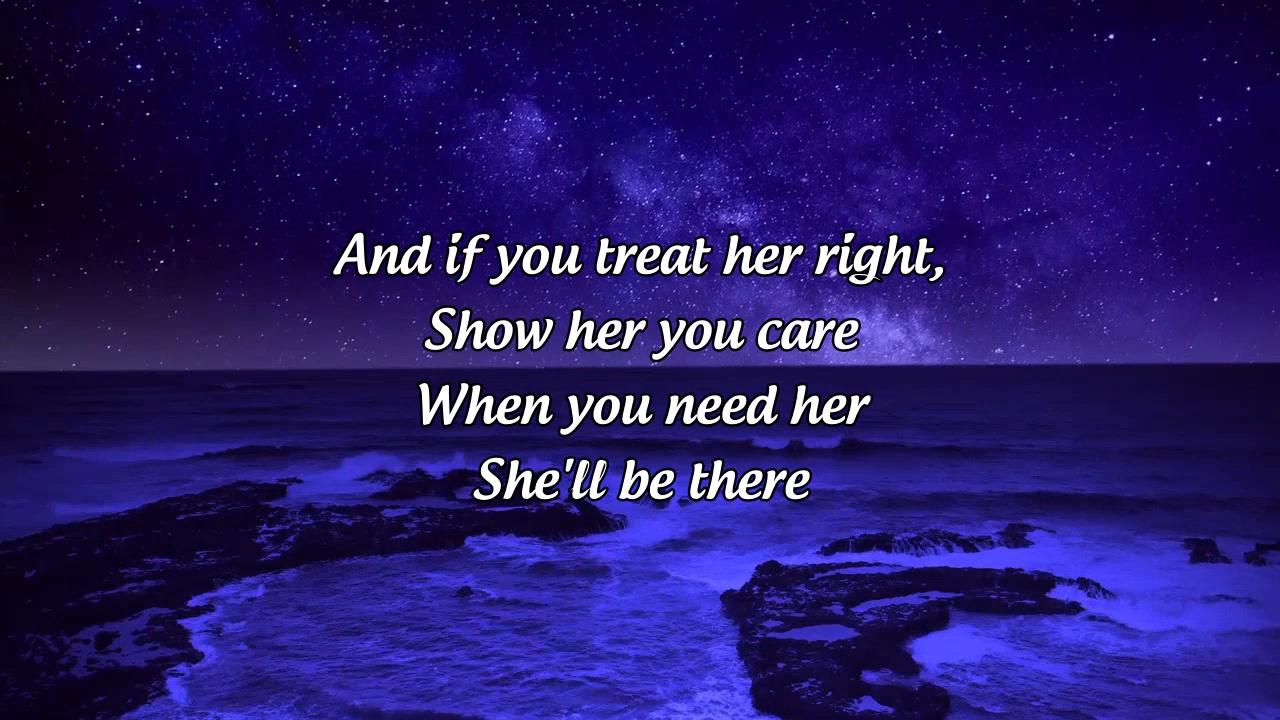 And if you treat her right,
Show her you care
When you need her
She'll be there